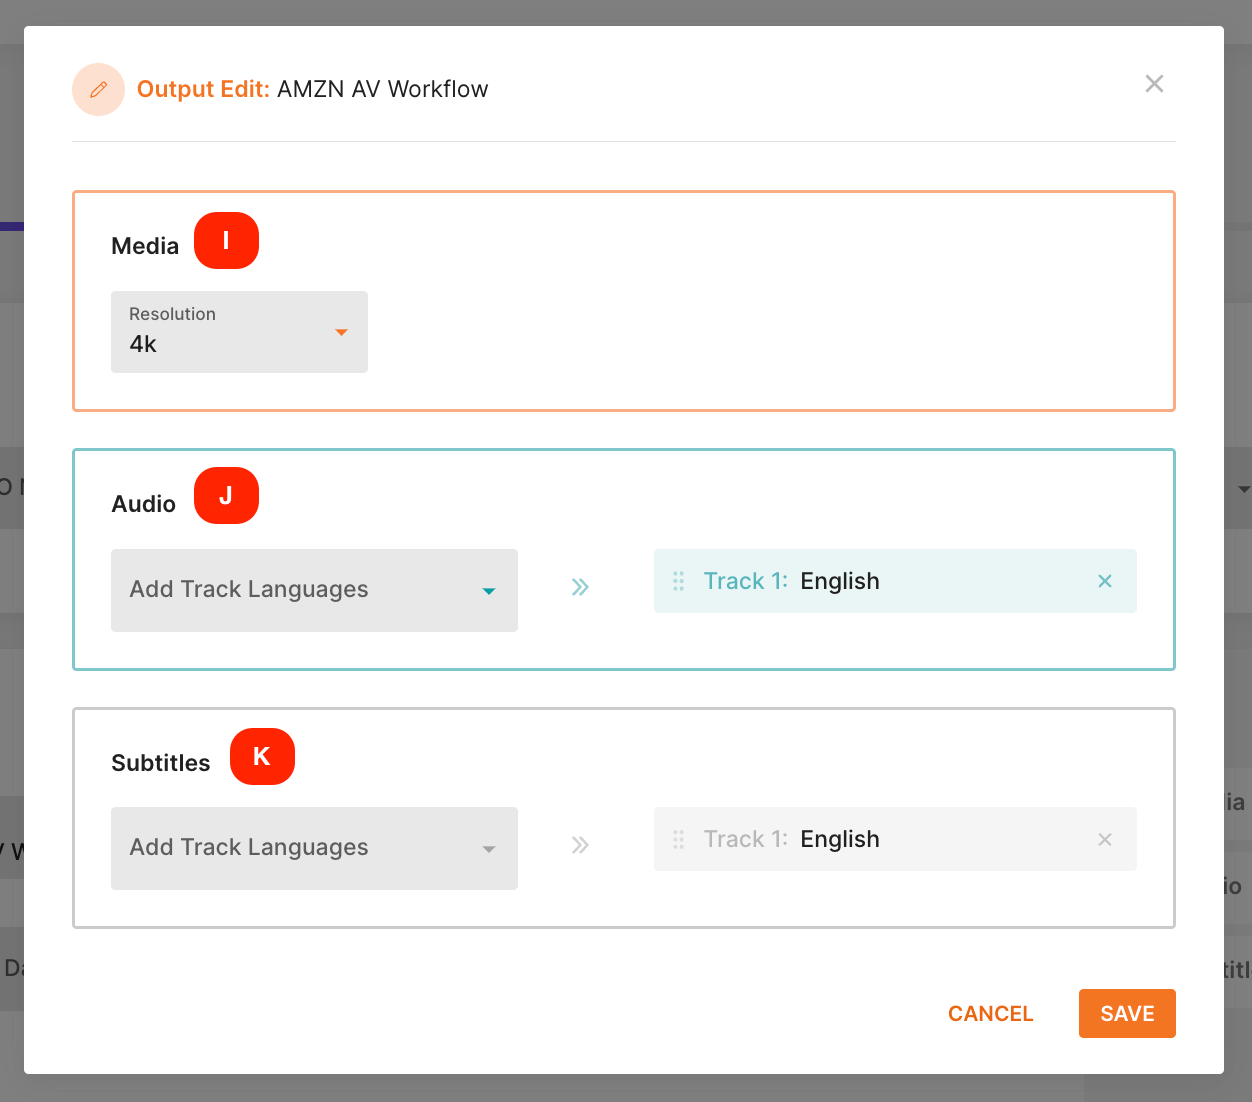 Output Edit: AMZN AV Workflow
Media I
Resolution
4k
Audio J
Add Track Languages
Track 1: English
Subtitles K
Add Track Languages
Track 1: English
CANCEL SAVE